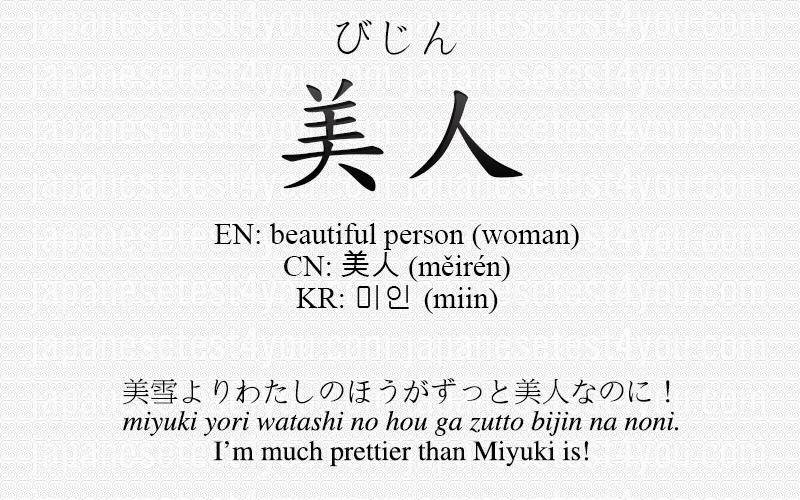 びじん
美人
EN: beautiful person (woman)
CN: 美人 (měirén)
KR: 미인 (miin)
美雪よりわたしのほうがずっと美人なのに！
miyuki yori watashi no hou ga zutto bijin na noni.
I'm much prettier than Miyuki is!
japanesetest4you.com